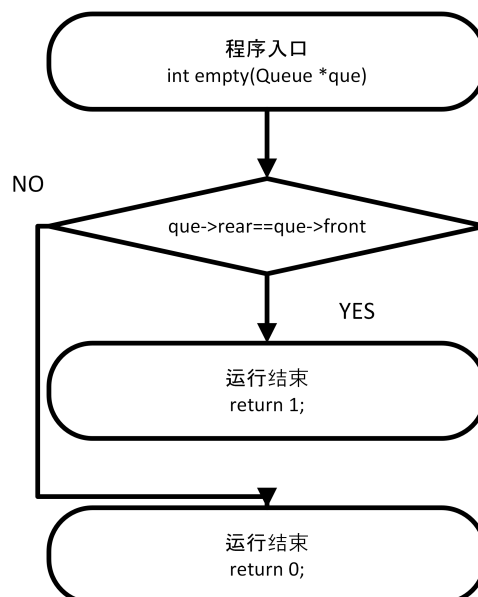 程序入口
int empty(Queue *que)
NO
que->rear==que->front
YES
运行结束
return 1;
运行结束
return 0;